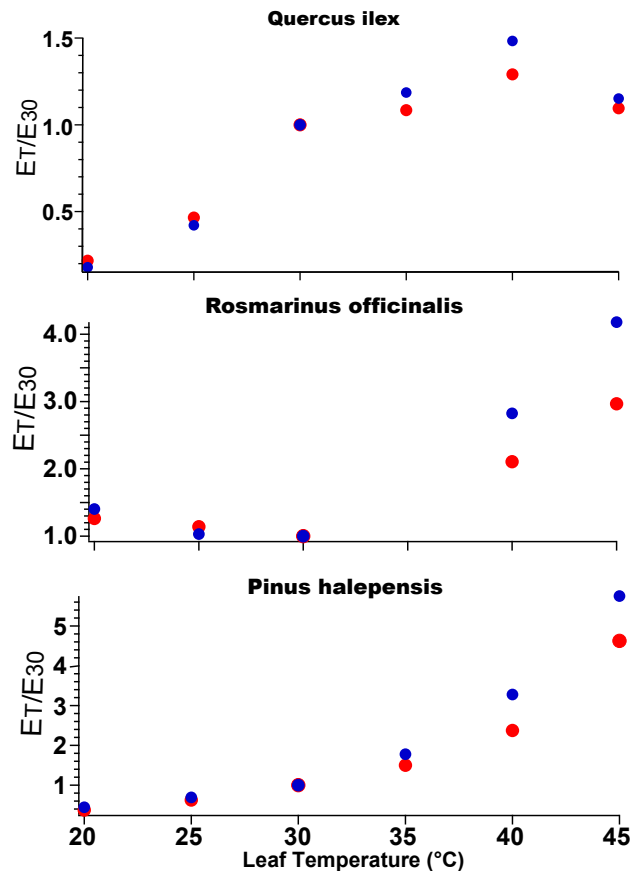 Quercus ilex
1.5
1.0
0.5
ET/E30
Rosmarinus officinalis
4.0
3.0
2.0
1.0
ET/E30
Pinus halepensis
5
4
3
2
1
ET/E30
20 25 30 35 40 45
Leaf Temperature (°C)